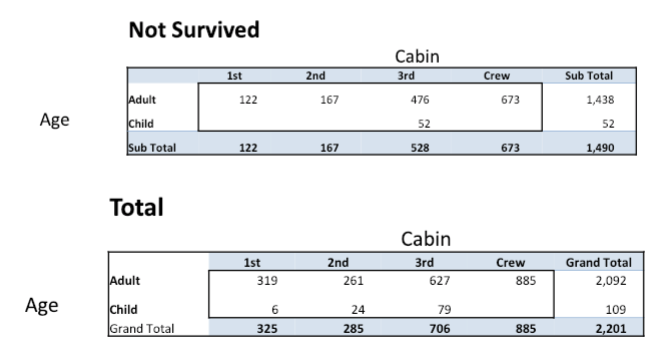 Not Survived
Cabin
1st 2nd 3rd Crew Sub Total
Adult 122 167 476 673 1,438
Age
Child 52 52
Sub Total 122 167 528 673 1,490
Total
Cabin
1st 2nd 3rd Crew Grand Total
Adult 319 261 627 885 2,092
Age
Child 6 24 79 109
Grand Total 325 285 706 885 2,201